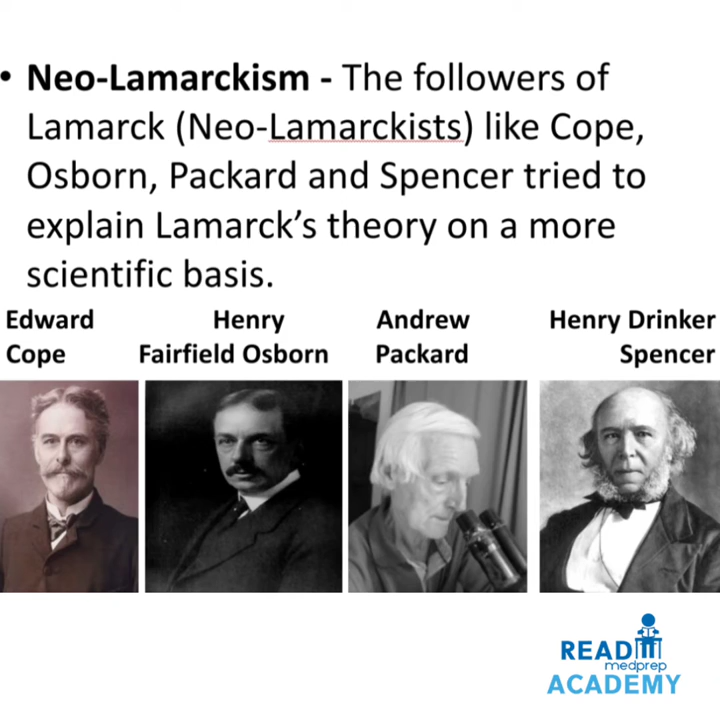 • Neo-Lamarckism - The followers of
Lamarck (Neo-Lamarckists) like Cope,
Osborn, Packard and Spencer tried to
explain Lamarck's theory on a more
scientific basis.
Edward
Cope
Henry
Fairfield Osborn
Andrew
Packard
Henry Drinker
Spencer
READ
medprep
ACADEMY